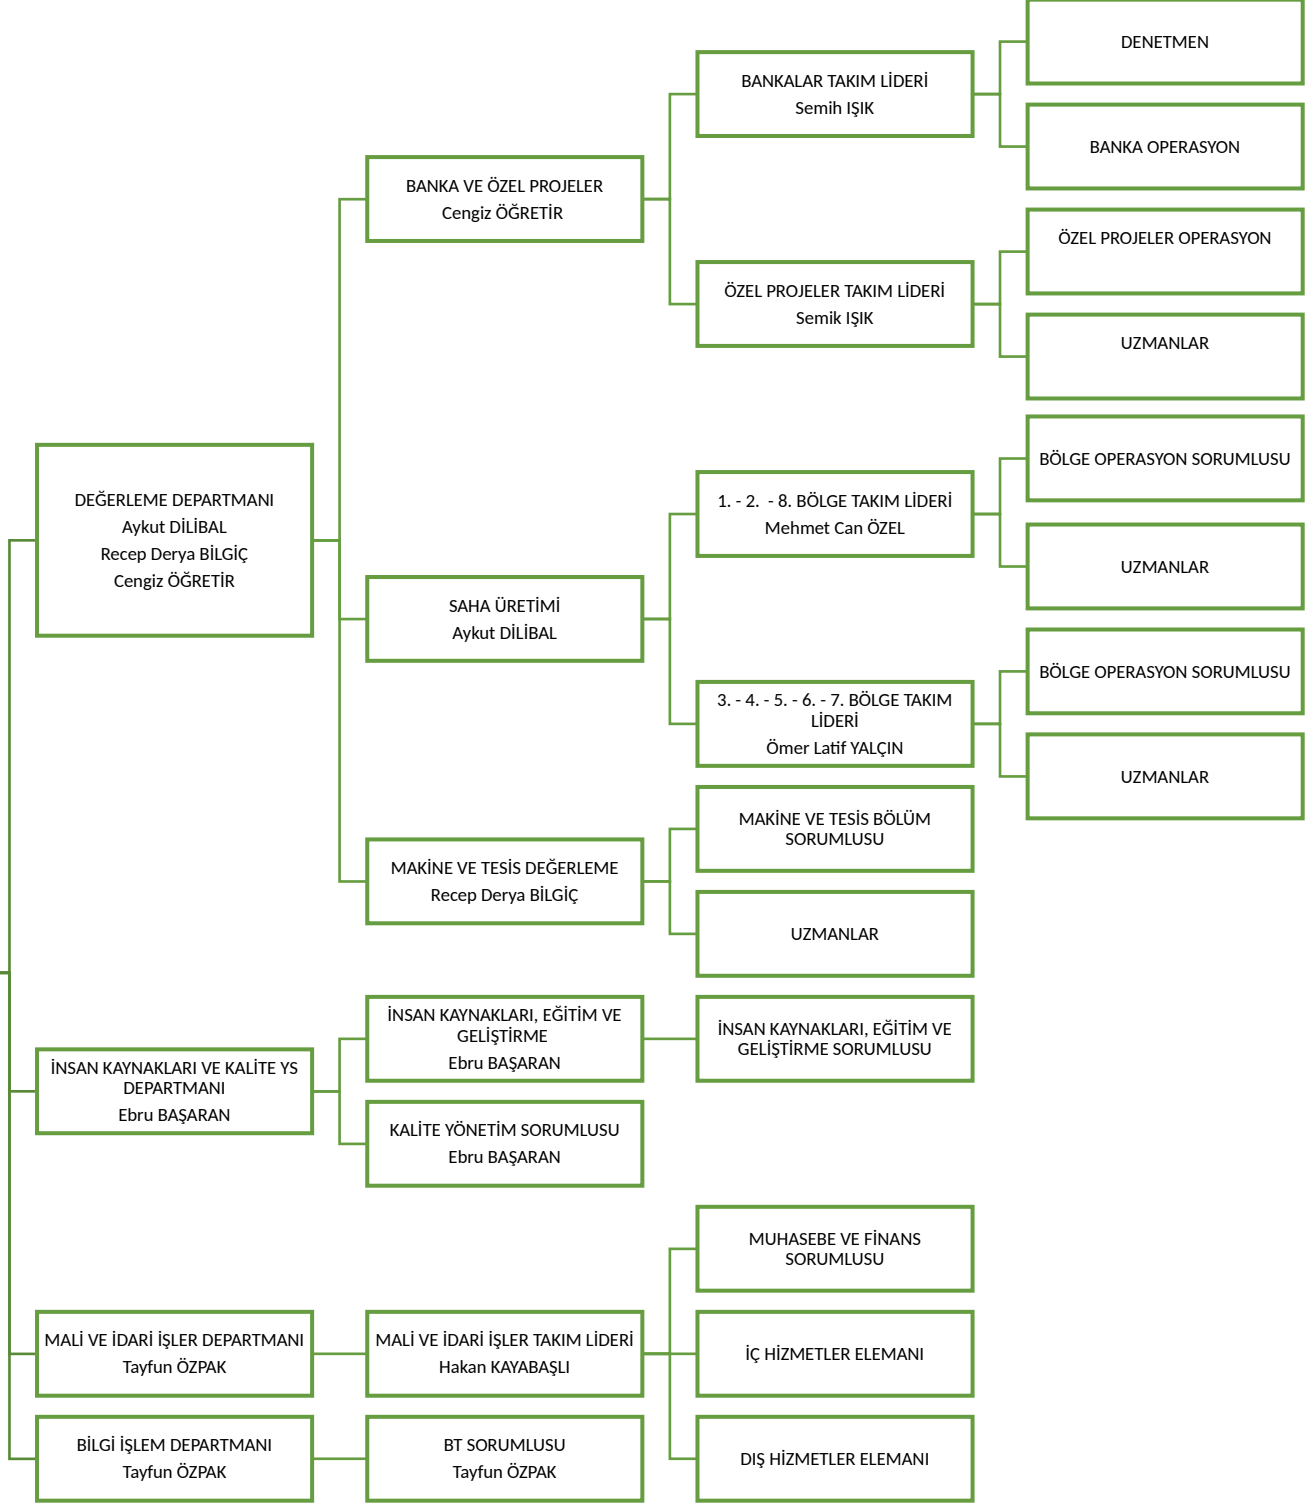 DENETMEN
BANKALAR TAKIM LİDERİ
Semih IŞIK
BANKA OPERASYON
BANKA VE ÖZEL PROJELER
Cengiz ÖĞRETİR
ÖZEL PROJELER OPERASYON
ÖZEL PROJELER TAKIM LİDERİ
Semik IŞIK
UZMANLAR
DEĞERLEME DEPARTMANI
Aykut DİLİBAL
Recep Derya BİLGİÇ
Cengiz ÖĞRETİR
BÖLGE OPERASYON SORUMLUSU
1. - 2.  - 8. BÖLGE TAKIM LİDERİ
Mehmet Can ÖZEL
UZMANLAR
SAHA ÜRETİMİ
Aykut DİLİBAL
BÖLGE OPERASYON SORUMLUSU
3. - 4. - 5. - 6. - 7. BÖLGE TAKIM
LİDERİ
Ömer Latif YALÇIN
UZMANLAR
MAKİNE VE TESİS BÖLÜM
SORUMLUSU
MAKİNE VE TESİS DEĞERLEME
Recep Derya BİLGİÇ
UZMANLAR
İNSAN KAYNAKLARI, EĞİTİM VE
GELİŞTİRME
Ebru BAŞARAN
İNSAN KAYNAKLARI, EĞİTİM VE
GELİŞTİRME SORUMLUSU
İNSAN KAYNAKLARI VE KALİTE YS
DEPARTMANI
Ebru BAŞARAN
KALİTE YÖNETİM SORUMLUSU
Ebru BAŞARAN
MUHASEBE VE FİNANS
SORUMLUSU
MALİ VE İDARİ İŞLER DEPARTMANI
Tayfun ÖZPAK
MALİ VE İDARİ İŞLER TAKIM LİDERİ
Hakan KAYABAŞLI
İÇ HİZMETLER ELEMANI
BİLGİ İŞLEM DEPARTMANI
Tayfun ÖZPAK
BT SORUMLUSU
Tayfun ÖZPAK
DIŞ HİZMETLER ELEMANI